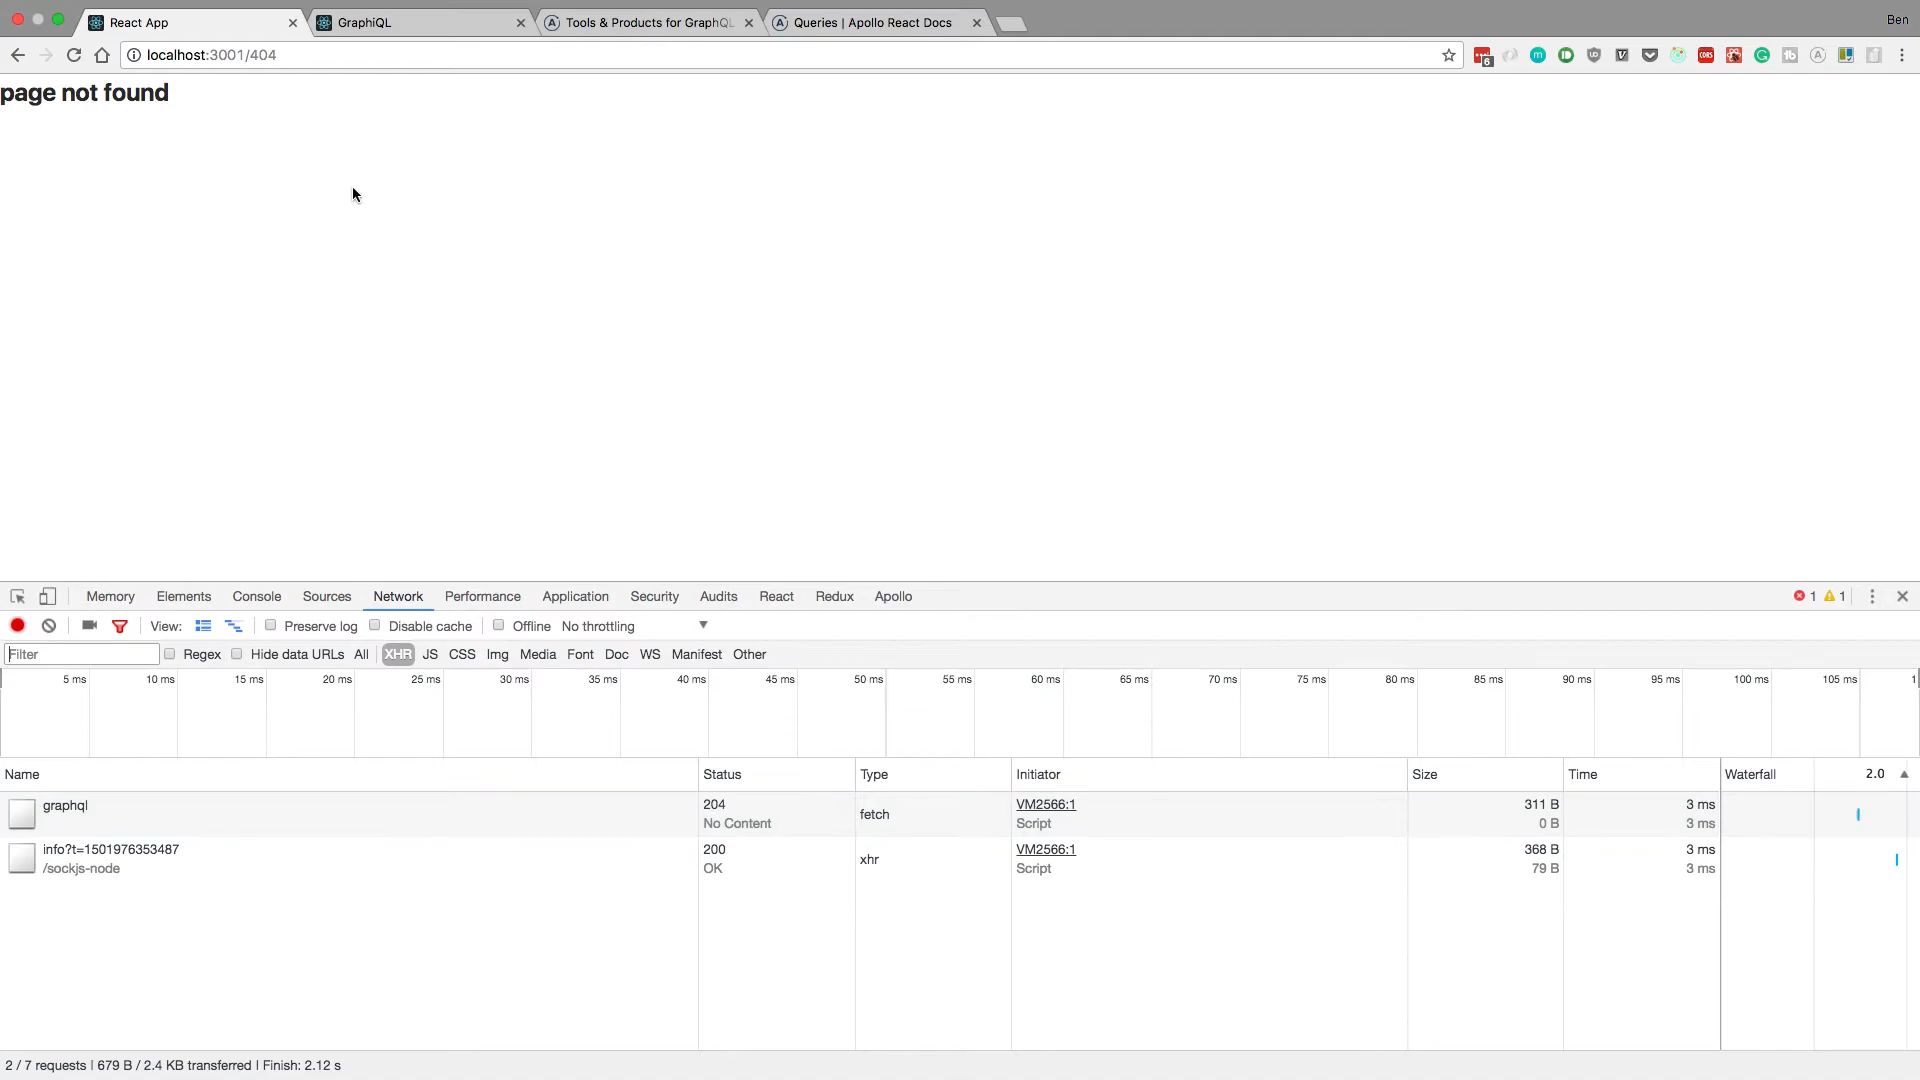 React App
GraphiQL
Tools & Products for GraphQL
Queries | Apollo React Docs
Ben
localhost:3001/404
6
page not found
Memory Elements Console Sources Network Performance Application Security Audits React Redux Apollo 1 1
View: Preserve log Disable cache Offline No throttling
Filter Regex Hide data URLs All XHR JS CSS Img Media Font Doc WS Manifest Other
5 ms 10 ms 15 ms 20 ms 25 ms 30 ms 35 ms 40 ms 45 ms 50 ms 55 ms 60 ms 65 ms 70 ms 75 ms 80 ms 85 ms 90 ms 95 ms 100 ms 105 ms 1
Name Status Type Initiator Size Time Waterfall 2.0
graphql 204 fetch VM2566:1 311 B 3 ms
No Content Script 0 B 3 ms
info?t=1501976353487 200 xhr VM2566:1 368 B 3 ms
/sockjs-node OK Script 79 B 3 ms
2 / 7 requests | 679 B / 2.4 KB transferred | Finish: 2.12 s